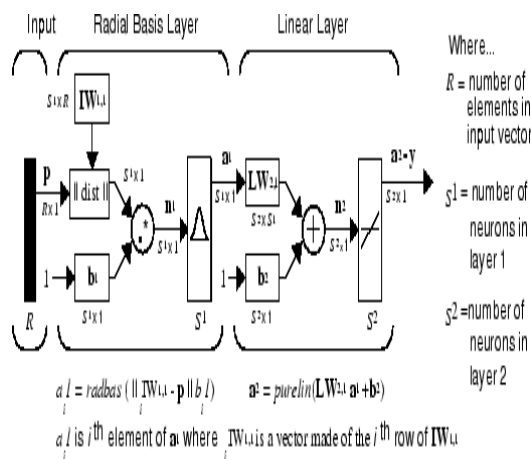 Input
Radial Basis Layer
Linear Layer
Where...
R = number of
elements in
input vector
S1 = number of
neurons in
layer 1
S2 = number of
neurons in
layer 2
S1xR
IW1,1
p
Rx1
|| dist ||
S1x1
n1
S1x1
.*
1
b1
S1x1
a1
S1x1
LW2,1
S2xS1
n2
S2x1
1
b2
S2x1
a2 - y
S2x1
R
S1
S2
ai1 = radbas ( || iIW1,1 - p || bi1)
a2 = purelin(LW2,1 a1+b2)
ai1 is i th element of a1 where iIW1,1 is a vector made of the i th row of IW1,1